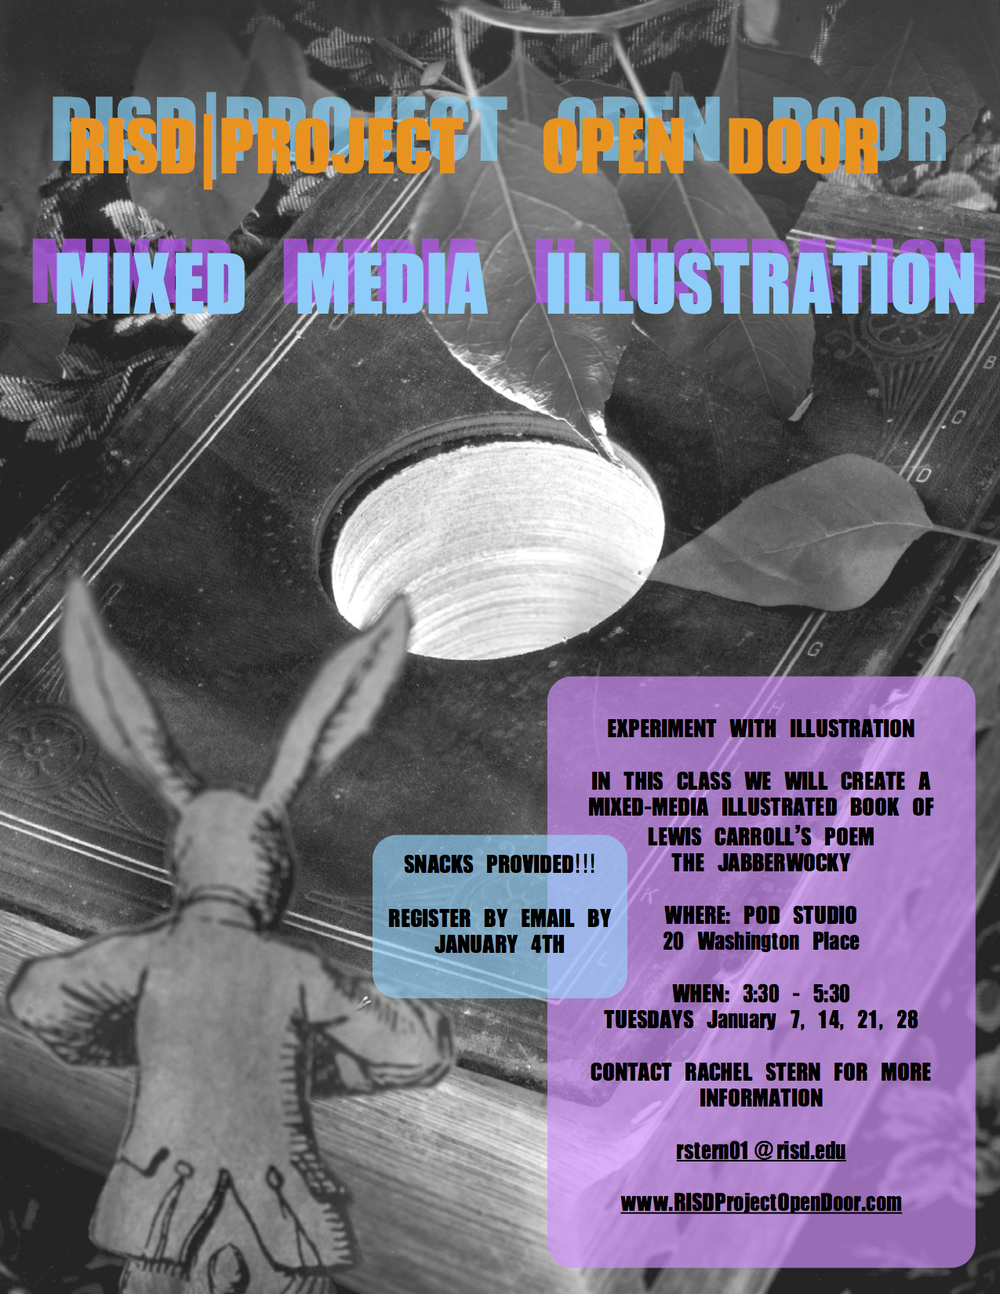 RISD|PROJECT OPEN DOOR
MIXED MEDIA ILLUSTRATION
B
C
D
G
H
EXPERIMENT WITH ILLUSTRATION
IN THIS CLASS WE WILL CREATE A
MIXED-MEDIA ILLUSTRATED BOOK OF
LEWIS CARROLL'S POEM
THE JABBERWOCKY
SNACKS PROVIDED!!!
K
REGISTER BY EMAIL BY
JANUARY 4TH
L
WHERE: POD STUDIO
20 Washington Place
WHEN: 3:30 - 5:30
TUESDAYS January 7, 14, 21, 28
CONTACT RACHEL STERN FOR MORE
INFORMATION
rstern01@risd.edu
www.RISDProjectOpenDoor.com